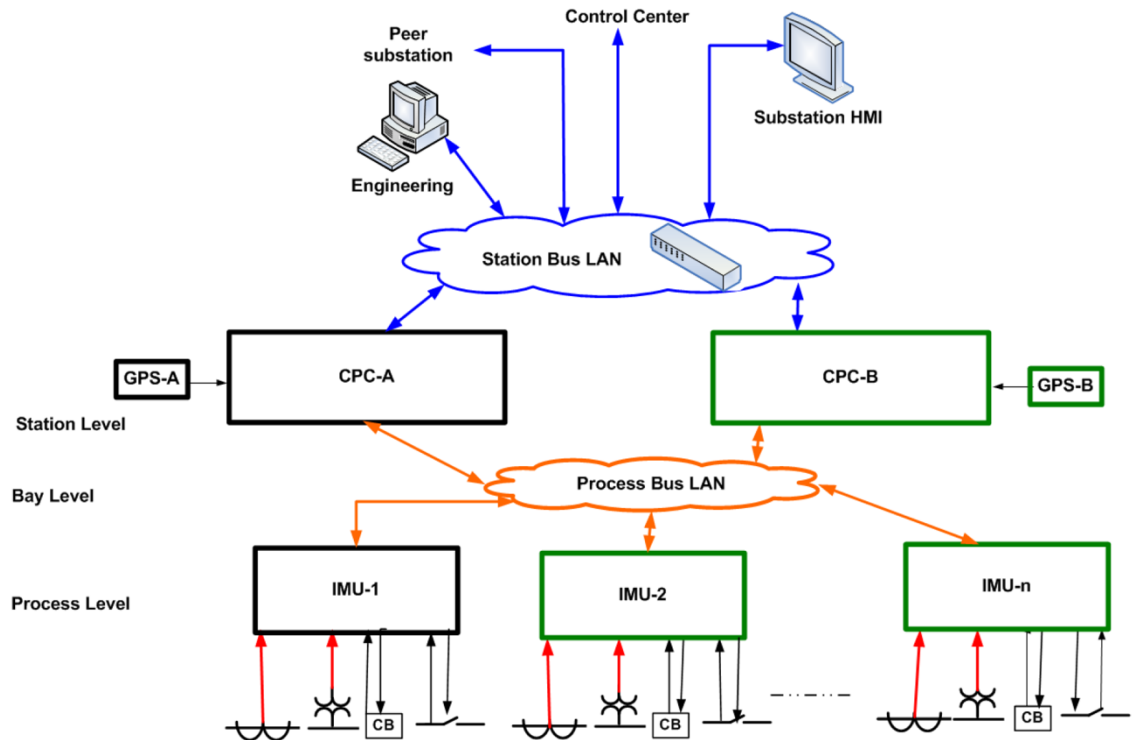 Control Center
Peer
substation
Substation HMI
Engineering
Station Bus LAN
GPS-A
CPC-A
CPC-B
GPS-B
Station Level
Process Bus LAN
Bay Level
IMU-1
IMU-2
IMU-n
Process Level
CB
CB
CB